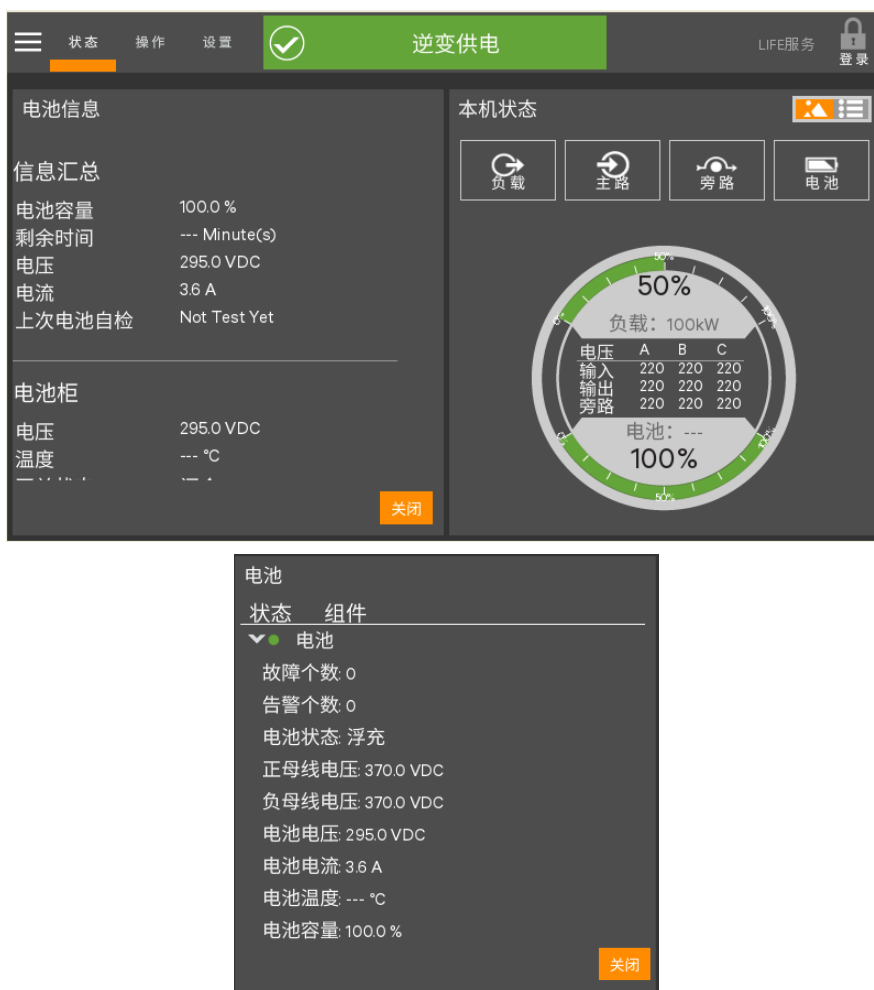 状态 操作 设置 逆变供电 LIFE服务 登录
电池信息
信息汇总
电池容量 100.0 %
剩余时间 --- Minute(s)
电压 295.0 VDC
电流 3.6 A
上次电池自检 Not Test Yet
电池柜
电压 295.0 VDC
温度 --- °C
关闭
本机状态
负载 主路 旁路 电池
50%
0% 100%
50%
负载: 100kW
电压 A B C
输入 220 220 220
输出 220 220 220
旁路 220 220 220
电池: ---
0% 100%
100%
50%
电池
状态 组件
电池
故障个数: 0
告警个数: 0
电池状态: 浮充
正母线电压: 370.0 VDC
负母线电压: 370.0 VDC
电池电压: 295.0 VDC
电池电流: 3.6 A
电池温度: --- °C
电池容量: 100.0 %
关闭